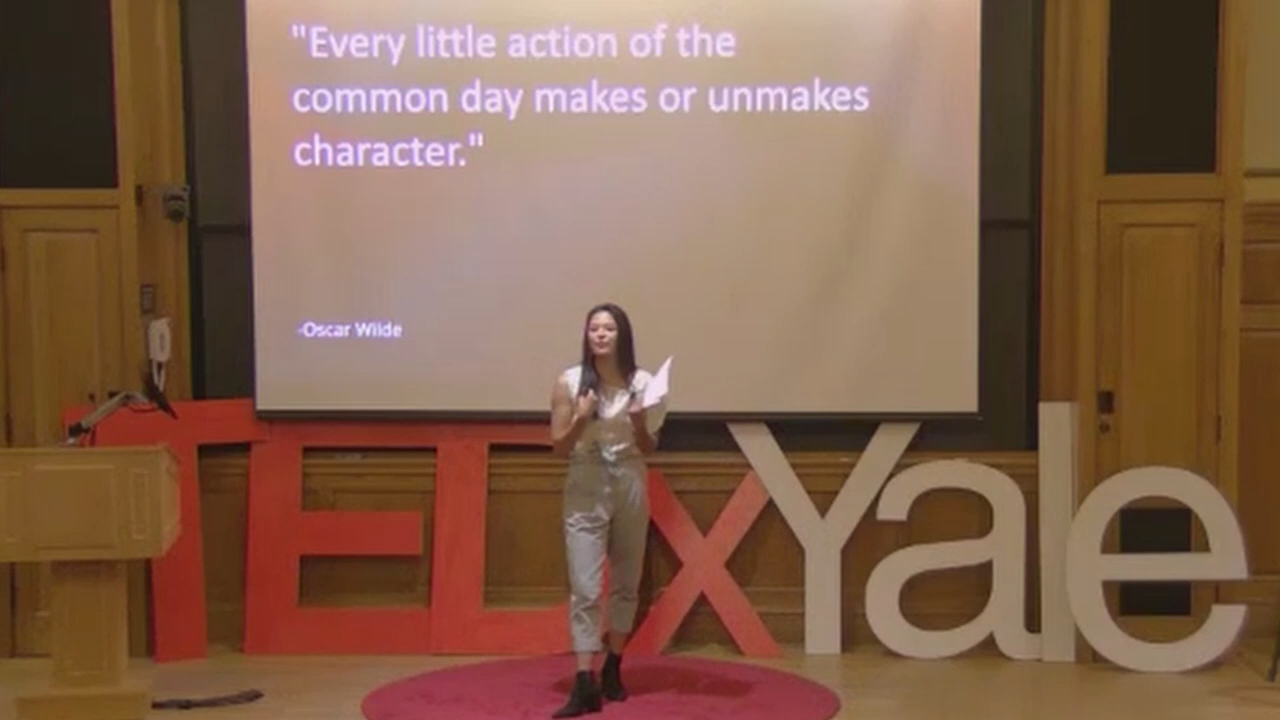 "Every little action of the
common day makes or unmakes
character."
-Oscar Wilde
TEDxYale